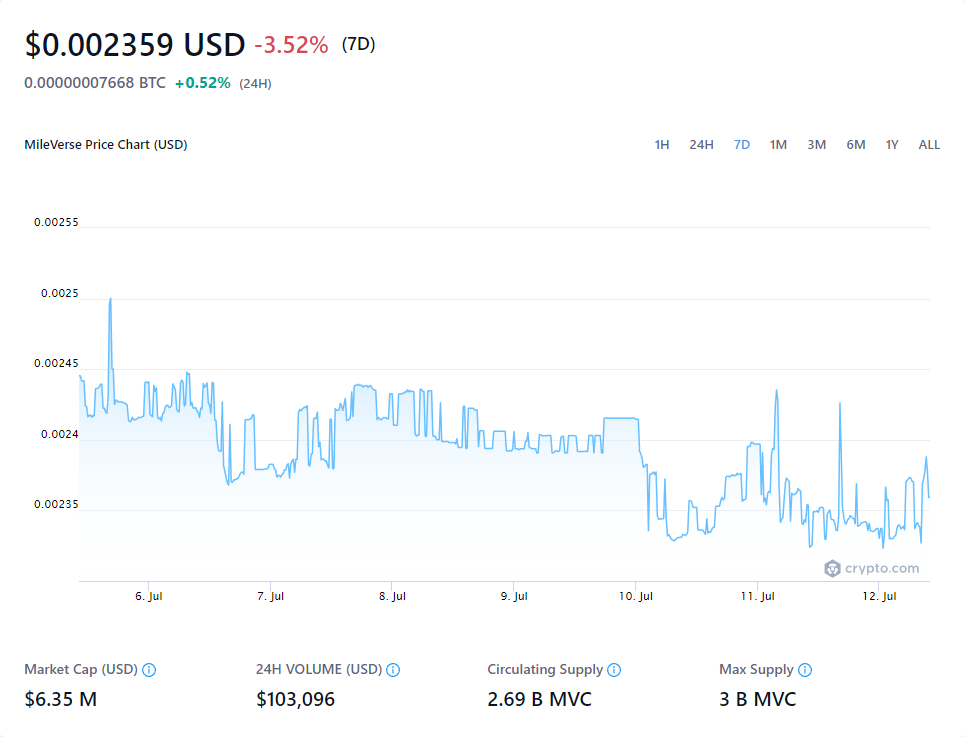 $0.002359 USD -3.52% (7D)
0.00000007668 BTC +0.52% (24H)
MileVerse Price Chart (USD) 1H 24H 7D 1M 3M 6M 1Y ALL
0.00255
0.0025
0.00245
0.0024
0.00235
crypto.com
6. Jul 7. Jul 8. Jul 9. Jul 10. Jul 11. Jul 12. Jul
Market Cap (USD) 24H VOLUME (USD) Circulating Supply Max Supply
$6.35 M $103,096 2.69 B MVC 3 B MVC